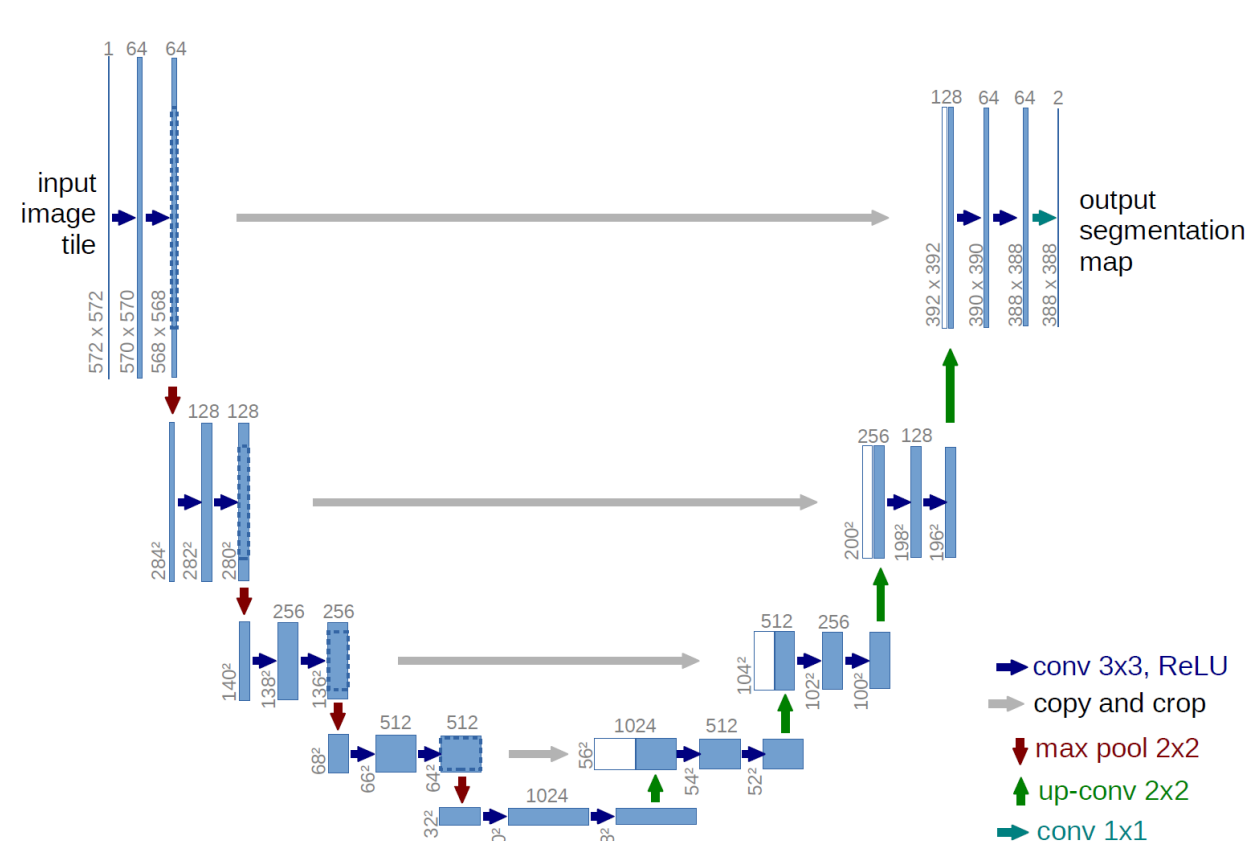 1 64 64
128 64 64 2
input
image
tile
output
segmentation
map
572 x 572
570 x 570
568 x 568
392 x 392
390 x 390
388 x 388
388 x 388
128 128
256 128
284²
282²
280²
200²
198²
196²
256 256
512 256
140²
138²
136²
104²
102²
100²
512 512
1024 512
68²
66²
64²
56²
54²
52²
1024
32²
conv 3x3, ReLU
copy and crop
max pool 2x2
up-conv 2x2
conv 1x1